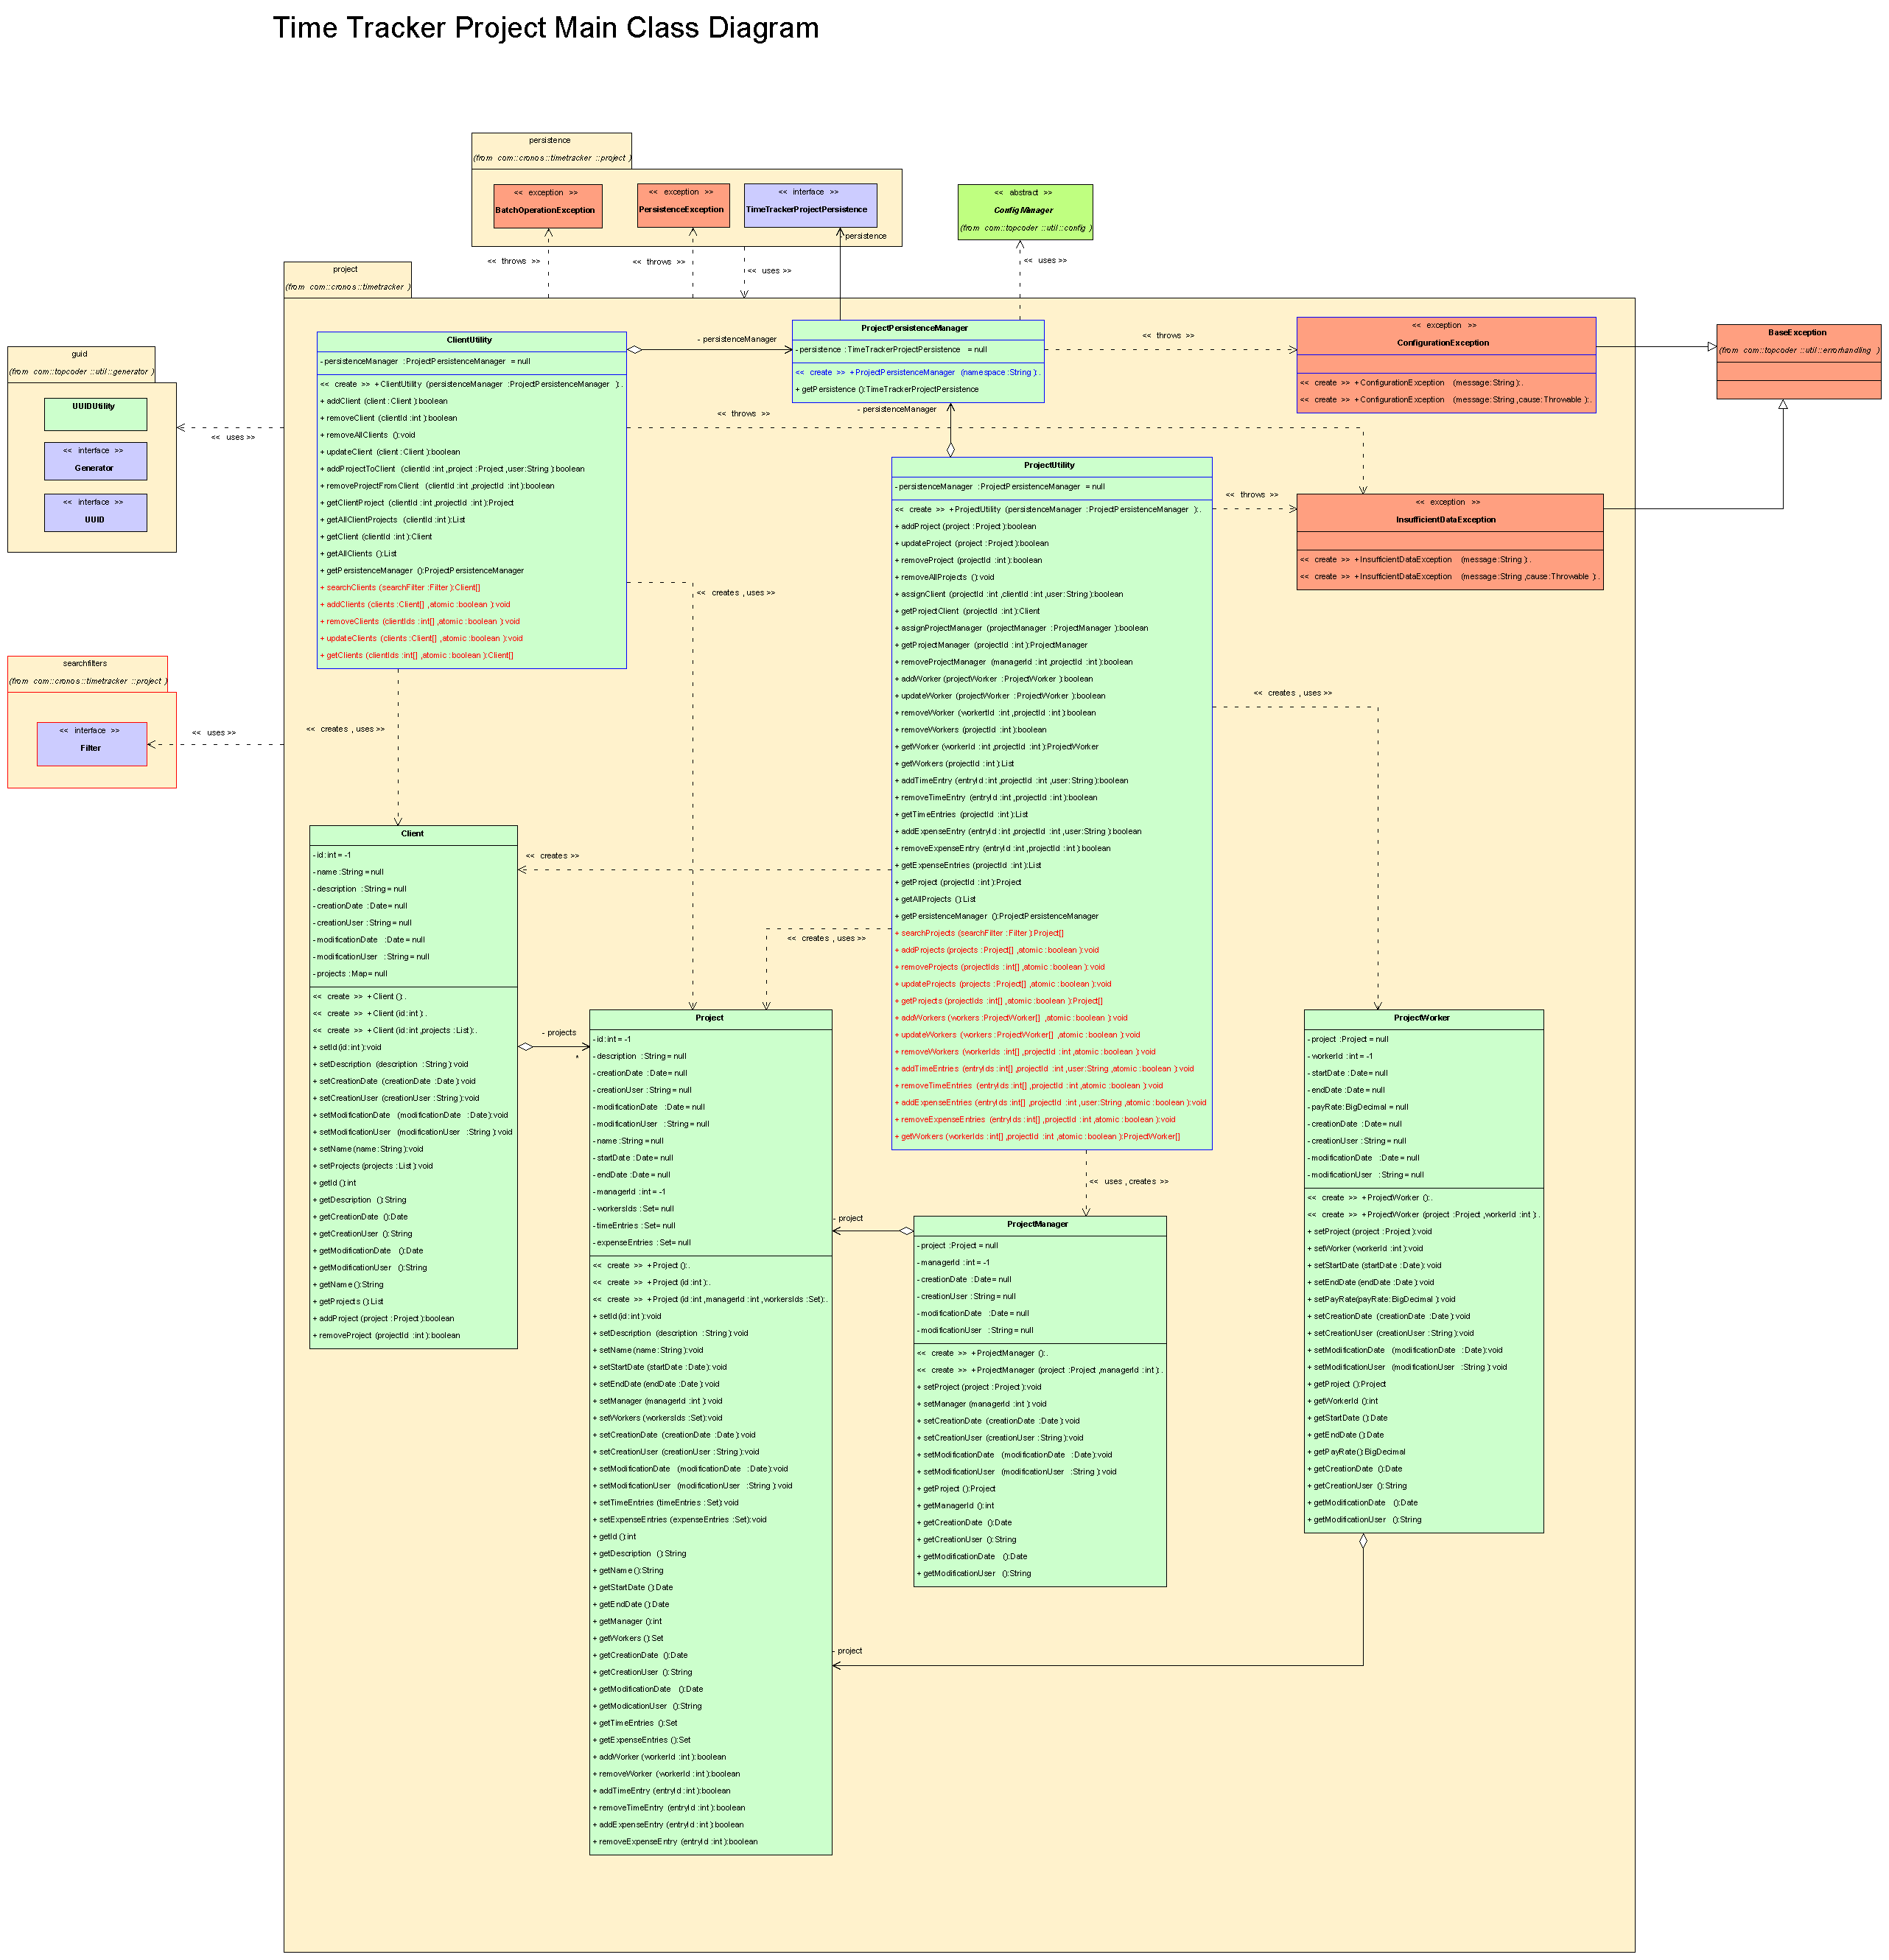 Time Tracker Project Main Class Diagram
persistence
(from com::cronos::timetracker::project)
<< exception >>
BatchOperationException
<< exception >>
PersistenceException
<< interface >>
TimeTrackerProjectPersistence
<< abstract >>
ConfigManager
(from com::topcoder::util::config)
- persistence
<< throws >>
<< throws >>
<< uses >>
<< uses >>
project
(from com::cronos::timetracker)
guid
(from com::topcoder::util::generator)
UUIDUtility
<< interface >>
Generator
<< interface >>
UUID
<< uses >>
searchfilters
(from com::cronos::timetracker::project)
<< interface >>
Filter
<< uses >>
ClientUtility
- persistenceManager : ProjectPersistenceManager = null
<< create >> + ClientUtility (persistenceManager : ProjectPersistenceManager ):.
+ addClient (client : Client ):boolean
+ removeClient (clientId : int ):boolean
+ removeAllClients ():void
+ updateClient (client : Client ):boolean
+ addProjectToClient (clientId : int ,project : Project ,user:String ):boolean
+ removeProjectFromClient (clientId : int ,projectId : int ):boolean
+ getClientProject (clientId : int ,projectId : int ):Project
+ getAllClientProjects (clientId : int ):List
+ getClient (clientId : int ):Client
+ getAllClients ():List
+ getPersistenceManager ():ProjectPersistenceManager
+ searchClients (searchFilter : Filter ):Client[]
+ addClients (clients : Client[] ,atomic : boolean ):void
+ removeClients (clientIds : int[] ,atomic : boolean ):void
+ updateClients (clients : Client[] ,atomic : boolean ):void
+ getClients (clientIds : int[] ,atomic : boolean ):Client[]
- persistenceManager
ProjectPersistenceManager
- persistence : TimeTrackerProjectPersistence = null
<< create >> + ProjectPersistenceManager (namespace : String ):.
+ getPersistence ():TimeTrackerProjectPersistence
- persistenceManager
<< throws >>
<< throws >>
<< exception >>
ConfigurationException
<< create >> + ConfigurationException (message : String ):.
<< create >> + ConfigurationException (message : String ,cause : Throwable ):.
BaseException
(from com::topcoder::util::errorhandling )
<< throws >>
<< exception >>
InsufficientDataException
<< create >> + InsufficientDataException (message : String ):.
<< create >> + InsufficientDataException (message : String ,cause : Throwable ):.
ProjectUtility
- persistenceManager : ProjectPersistenceManager = null
<< create >> + ProjectUtility (persistenceManager : ProjectPersistenceManager ):.
+ addProject (project : Project ):boolean
+ updateProject (project : Project ):boolean
+ removeProject (projectId : int ):boolean
+ removeAllProjects ():void
+ assignClient (projectId : int ,clientId : int ,user: String ):boolean
+ getProjectClient (projectId : int ):Client
+ assignProjectManager (projectManager : ProjectManager ):boolean
+ getProjectManager (projectId : int ):ProjectManager
+ removeProjectManager (managerId : int ,projectId : int ):boolean
+ addWorker (projectWorker : ProjectWorker ):boolean
+ updateWorker (projectWorker : ProjectWorker ):boolean
+ removeWorker (workertId : int ,projectId : int ):boolean
+ removeWorkers (projectId : int ):boolean
+ getWorker (workerId : int ,projectId : int ):ProjectWorker
+ getWorkers (projectId : int ):List
+ addTimeEntry (entryId : int ,projectId : int ,user: String ):boolean
+ removeTimeEntry (entryId : int ,projectId : int ):boolean
+ getTimeEntries (projectId : int ):List
+ addExpenseEntry (entryId : int ,projectId : int ,user: String ):boolean
+ removeExpenseEntry (entryId : int ,projectId : int ):boolean
+ getExpenseEntries (projectId : int ):List
+ getProject (projectId : int ):Project
+ getAllProjects ():List
+ getPersistenceManager ():ProjectPersistenceManager
+ searchProjects (searchFilter : Filter ):Project[]
+ addProjects (projects : Project[] ,atomic : boolean ):void
+ removeProjects (projectIds : int[] ,atomic : boolean ):void
+ updateProjects (projects : Project[] ,atomic : boolean ):void
+ getProjects (projectIds : int[] ,atomic : boolean ):Project[]
+ addWorkers (workers : ProjectWorker[] ,atomic : boolean ):void
+ updateWorkers (workers : ProjectWorker[] ,atomic : boolean ):void
+ removeWorkers (workerIds : int[] ,projectId : int ,atomic : boolean ):void
+ addTimeEntries (entryIds : int[] ,projectId : int ,user: String ,atomic : boolean ):void
+ removeTimeEntries (entryIds : int[] ,projectId : int ,atomic : boolean ):void
+ addExpenseEntries (entryIds : int[] ,projectId : int ,user: String ,atomic : boolean ):void
+ removeExpenseEntries (entryIds : int[] ,projectId : int ,atomic : boolean ):void
+ getWorkers (workerIds : int[] ,projectId : int ,atomic : boolean ):ProjectWorker[]
<< creates , uses >>
<< creates , uses >>
<< creates , uses >>
<< creates >>
<< creates , uses >>
<< uses , creates >>
Client
- id : int = -1
- name : String = null
- description : String = null
- creationDate : Date = null
- creationUser : String = null
- modificationDate : Date = null
- modificationUser : String = null
- projects : Map = null
<< create >> + Client ():.
<< create >> + Client (id : int ):.
<< create >> + Client (id : int ,projects : List ):.
+ setId (id : int ):void
+ setDescription (description : String ):void
+ setCreationDate (creationDate : Date ):void
+ setCreationUser (creationUser : String ):void
+ setModificationDate (modificationDate : Date ):void
+ setModificationUser (modificationUser : String ):void
+ setName (name : String ):void
+ setProjects (projects : List ):void
+ getId ():int
+ getDescription ():String
+ getCreationDate ():Date
+ getCreationUser ():String
+ getModificationDate ():Date
+ getModificationUser ():String
+ getName ():String
+ getProjects ():List
+ addProject (project : Project ):boolean
+ removeProject (projectId : int ):boolean
- projects
*
Project
- id : int = -1
- description : String = null
- creationDate : Date = null
- creationUser : String = null
- modificationDate : Date = null
- modificationUser : String = null
- name : String = null
- startDate : Date = null
- endDate : Date = null
- managerId : int = -1
- workersIds : Set = null
- timeEntries : Set = null
- expenseEntries : Set = null
<< create >> + Project ():.
<< create >> + Project (id : int ):.
<< create >> + Project (id : int ,managerId : int ,workersIds : Set ):.
+ setId (id : int ):void
+ setDescription (description : String ):void
+ setName (name : String ):void
+ setStartDate (startDate : Date ):void
+ setEndDate (endDate : Date ):void
+ setManager (managerId : int ):void
+ setWorkers (workersIds : Set ):void
+ setCreationDate (creationDate : Date ):void
+ setCreationUser (creationUser : String ):void
+ setModificationDate (modificationDate : Date ):void
+ setModificationUser (modificationUser : String ):void
+ setTimeEntries (timeEntries : Set ):void
+ setExpenseEntries (expenseEntries : Set ):void
+ getId ():int
+ getDescription ():String
+ getName ():String
+ getStartDate ():Date
+ getEndDate ():Date
+ getManager ():int
+ getWorkers ():Set
+ getCreationDate ():Date
+ getCreationUser ():String
+ getModificationDate ():Date
+ getModicationUser ():String
+ getTimeEntries ():Set
+ getExpenseEntries ():Set
+ addWorker (workerId : int ):boolean
+ removeWorker (workerId : int ):boolean
+ addTimeEntry (entryId : int ):boolean
+ removeTimeEntry (entryId : int ):boolean
+ addExpenseEntry (entryId : int ):boolean
+ removeExpenseEntry (entryId : int ):boolean
- project
ProjectManager
- project : Project = null
- managerId : int = -1
- creationDate : Date = null
- creationUser : String = null
- modificationDate : Date = null
- modificationUser : String = null
<< create >> + ProjectManager ():.
<< create >> + ProjectManager (project : Project ,managerId : int ):.
+ setProject (project : Project ):void
+ setManager (managerId : int ):void
+ setCreationDate (creationDate : Date ):void
+ setCreationUser (creationUser : String ):void
+ setModificationDate (modificationDate : Date ):void
+ setModificationUser (modificationUser : String ):void
+ getProject ():Project
+ getManagerId ():int
+ getCreationDate ():Date
+ getCreationUser ():String
+ getModificationDate ():Date
+ getModificationUser ():String
- project
ProjectWorker
- project : Project = null
- workerId : int = -1
- startDate : Date = null
- endDate : Date = null
- payRate : BigDecimal = null
- creationDate : Date = null
- creationUser : String = null
- modificationDate : Date = null
- modificationUser : String = null
<< create >> + ProjectWorker ():.
<< create >> + ProjectWorker (project : Project ,workerId : int ):.
+ setProject (project : Project ):void
+ setWorker (workerId : int ):void
+ setStartDate (startDate : Date ):void
+ setEndDate (endDate : Date ):void
+ setPayRate (payRate : BigDecimal ):void
+ setCreationDate (creationDate : Date ):void
+ setCreationUser (creationUser : String ):void
+ setModificationDate (modificationDate : Date ):void
+ setModificationUser (modificationUser : String ):void
+ getProject ():Project
+ getWorkerId ():int
+ getStartDate ():Date
+ getEndDate ():Date
+ getPayRate ():BigDecimal
+ getCreationDate ():Date
+ getCreationUser ():String
+ getModificationDate ():Date
+ getModificationUser ():String